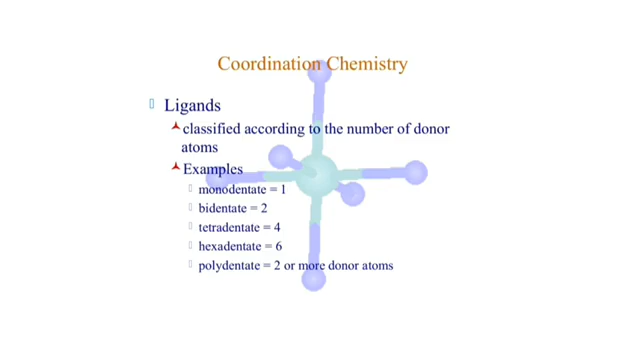 Coordination Chemistry
Ligands
classified according to the number of donor
atoms
Examples
monodentate = 1
bidentate = 2
tetradentate = 4
hexadentate = 6
polydentate = 2 or more donor atoms